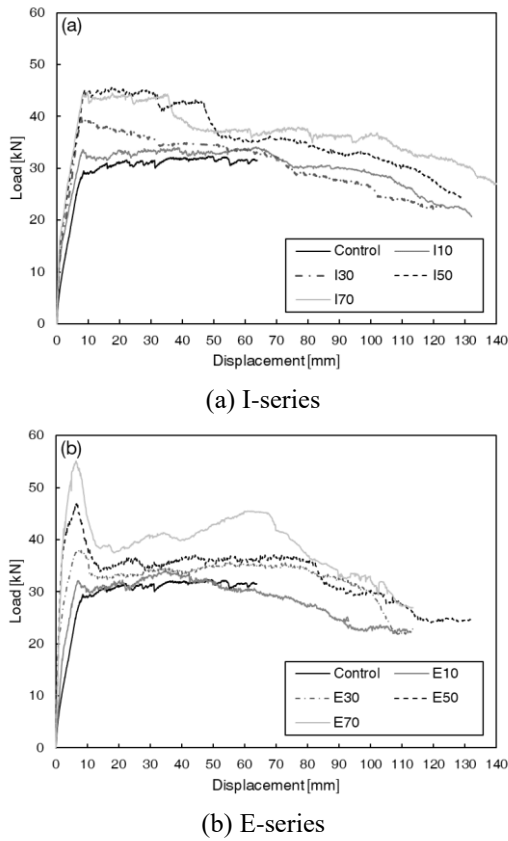 (a)
60
50
40
30
20
10
0
Load [kN]
Control I10
I30 I50
I70
0 10 20 30 40 50 60 70 80 90 100 110 120 130 140
Displacement [mm]
(a) I-series
(b)
60
50
40
30
20
10
0
Load [kN]
Control E10
E30 E50
E70
0 10 20 30 40 50 60 70 80 90 100 110 120 130 140
Displacement [mm]
(b) E-series